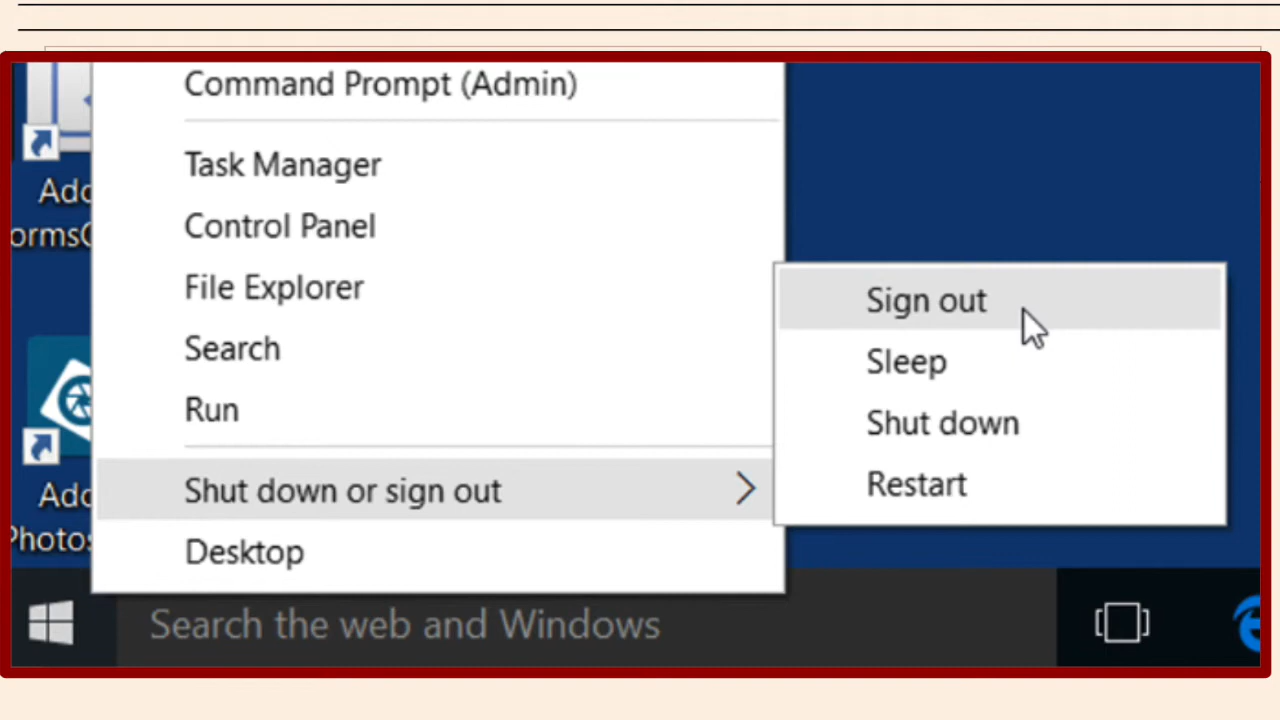 Command Prompt (Admin)
Task Manager
Control Panel
File Explorer
Search
Run
Shut down or sign out
Desktop
Sign out
Sleep
Shut down
Restart
Search the web and Windows